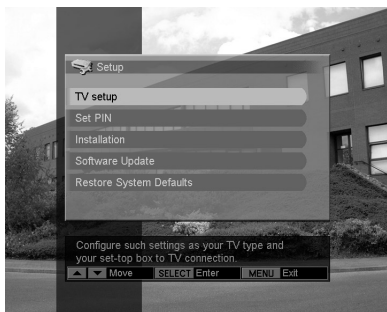 Setup
TV setup
Set PIN
Installation
Software Update
Restore System Defaults
Configure such settings as your TV type and
your set-top box to TV connection.
▲ ▼ Move SELECT Enter MENU Exit